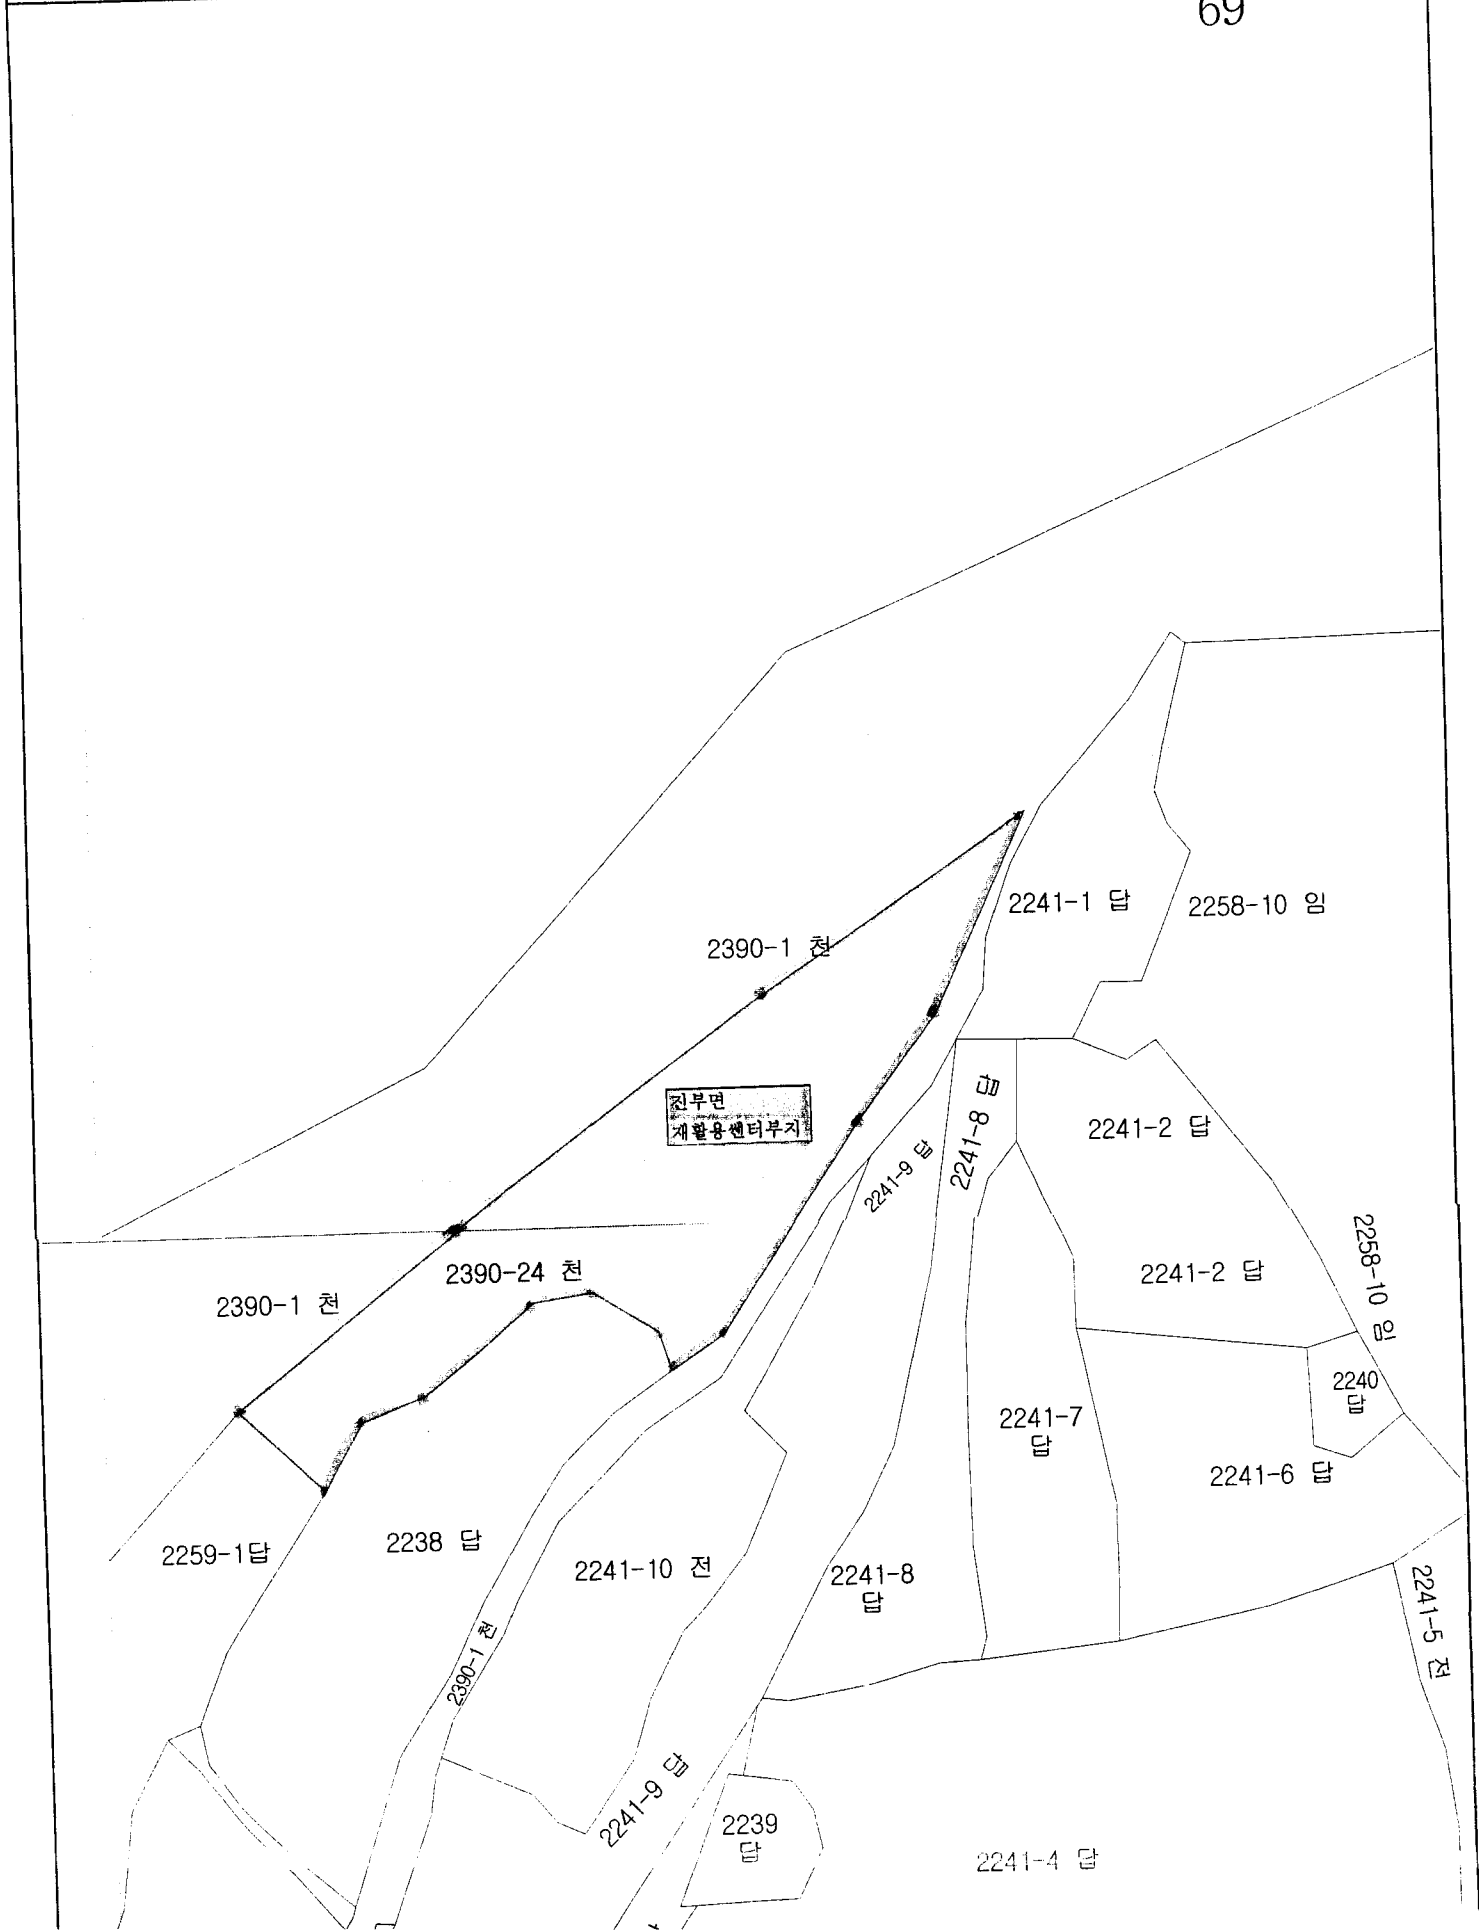 69
2241-1 답
2258-10 임
2390-1 천
진부면
재활용쎈터부지
2241-8 답
2241-2 답
2241-9 답
2258-10 임
2390-24 천
2241-2 답
2390-1 천
2240
답
2241-7
답
2241-6 답
2259-1답
2238 답
2241-10 전
2241-8
답
2241-5 전
2390-1 천
2241-9 답
2239
답
2241-4 답